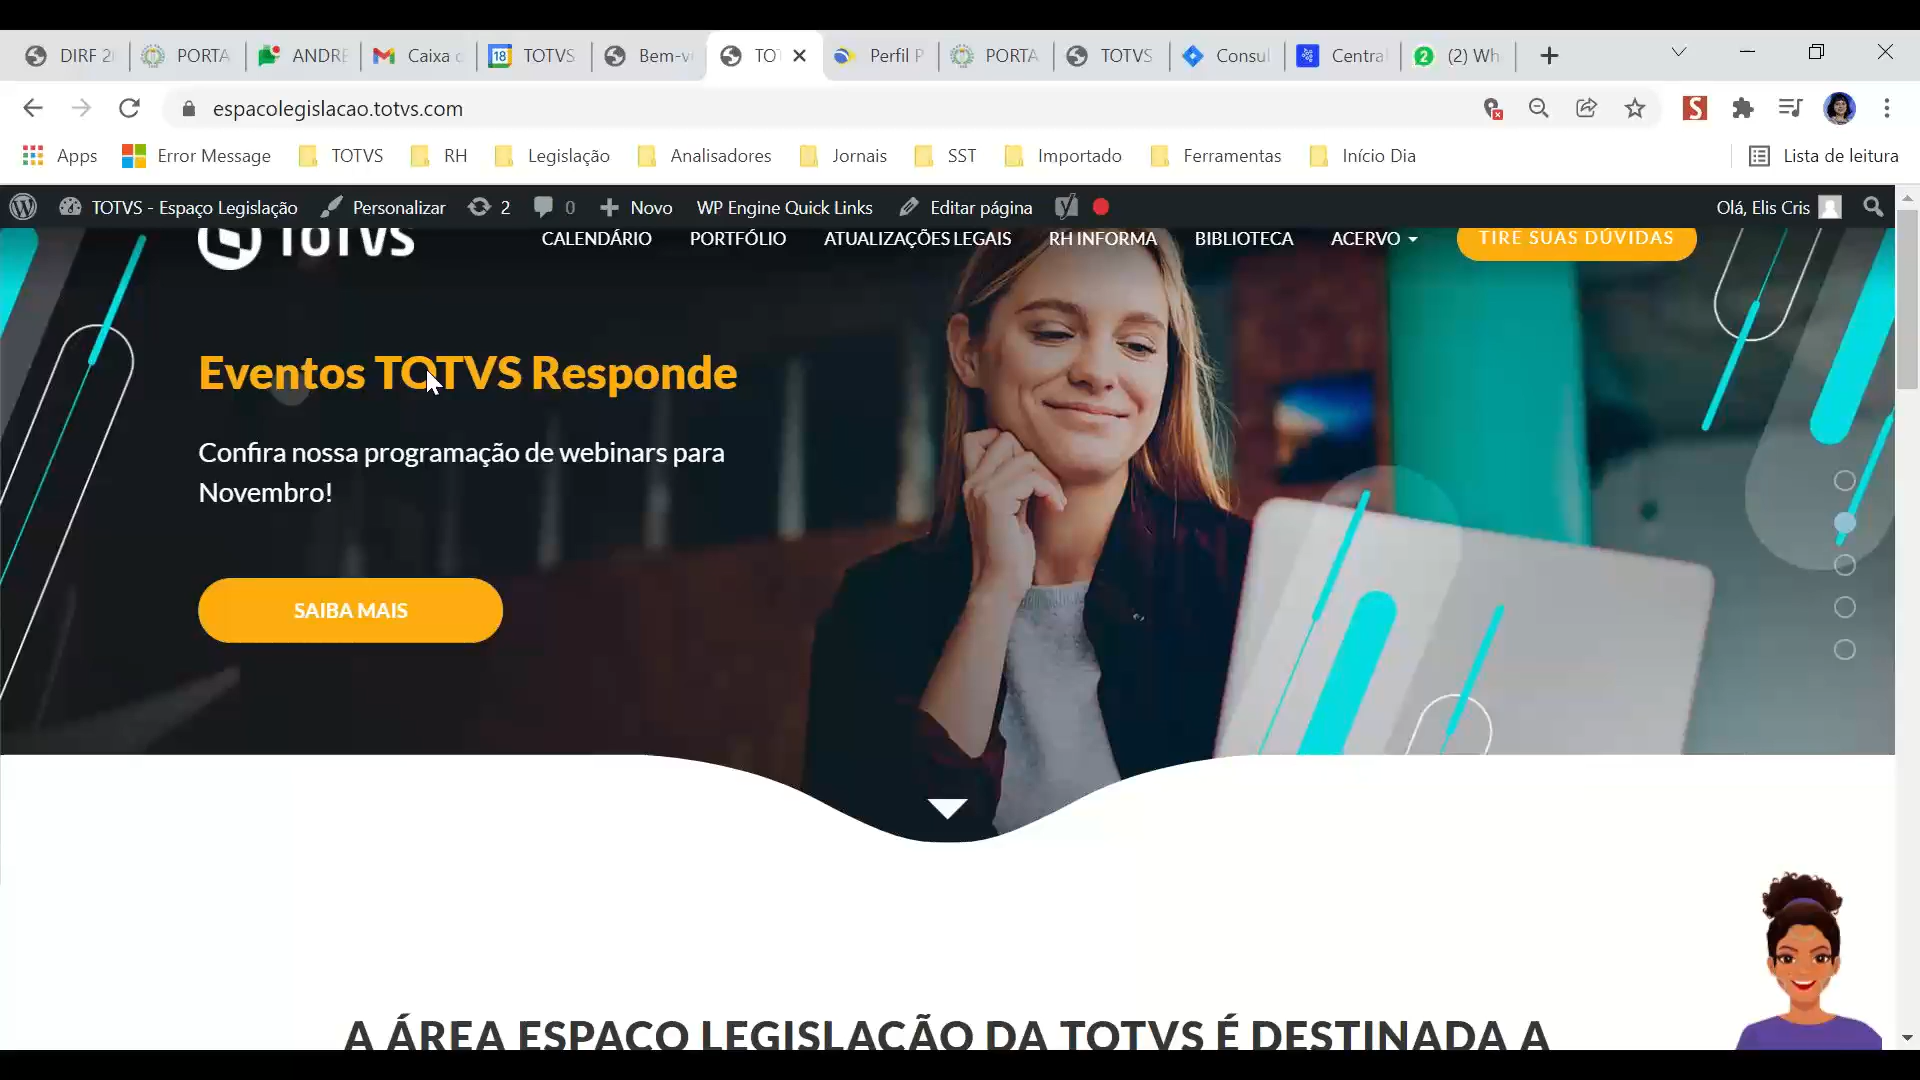 DIRF 2
PORTA
ANDRE
Caixa
18
TOTVS
Bem-v
TO
Perfil P
PORTA
TOTVS
Consul
Central
2
(2) Wh
espacolegislacao.totvs.com
S
Apps
Error Message
TOTVS
RH
Legislação
Analisadores
Jornais
SST
Importado
Ferramentas
Início Dia
Lista de leitura
TOTVS - Espaço Legislação
Personalizar
2
0
Novo
WP Engine Quick Links
Editar página
Olá, Elis Cris
TOTVS
CALENDÁRIO
PORTFÓLIO
ATUALIZAÇÕES LEGAIS
RH INFORMA
BIBLIOTECA
ACERVO
TIRE SUAS DÚVIDAS
Eventos TOTVS Responde
Confira nossa programação de webinars para
Novembro!
SAIBA MAIS
A ÁREA ESPAÇO LEGISLAÇÃO DA TOTVS É DESTINADA A